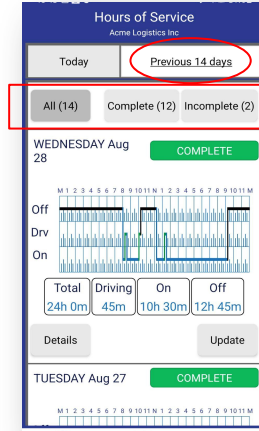 Hours of Service
Acme Logistics Inc
Today
Previous 14 days
All (14)
Complete (12)
Incomplete (2)
WEDNESDAY Aug 28
COMPLETE
M 1 2 3 4 5 6 7 8 9 10 11 N 1 2 3 4 5 6 7 8 9 10 11 M
Off
Drv
On
Total Driving On Off
24h 0m 45m 10h 30m 12h 45m
Details
Update
TUESDAY Aug 27
COMPLETE
M 1 2 3 4 5 6 7 8 9 10 11 N 1 2 3 4 5 6 7 8 9 10 11 M